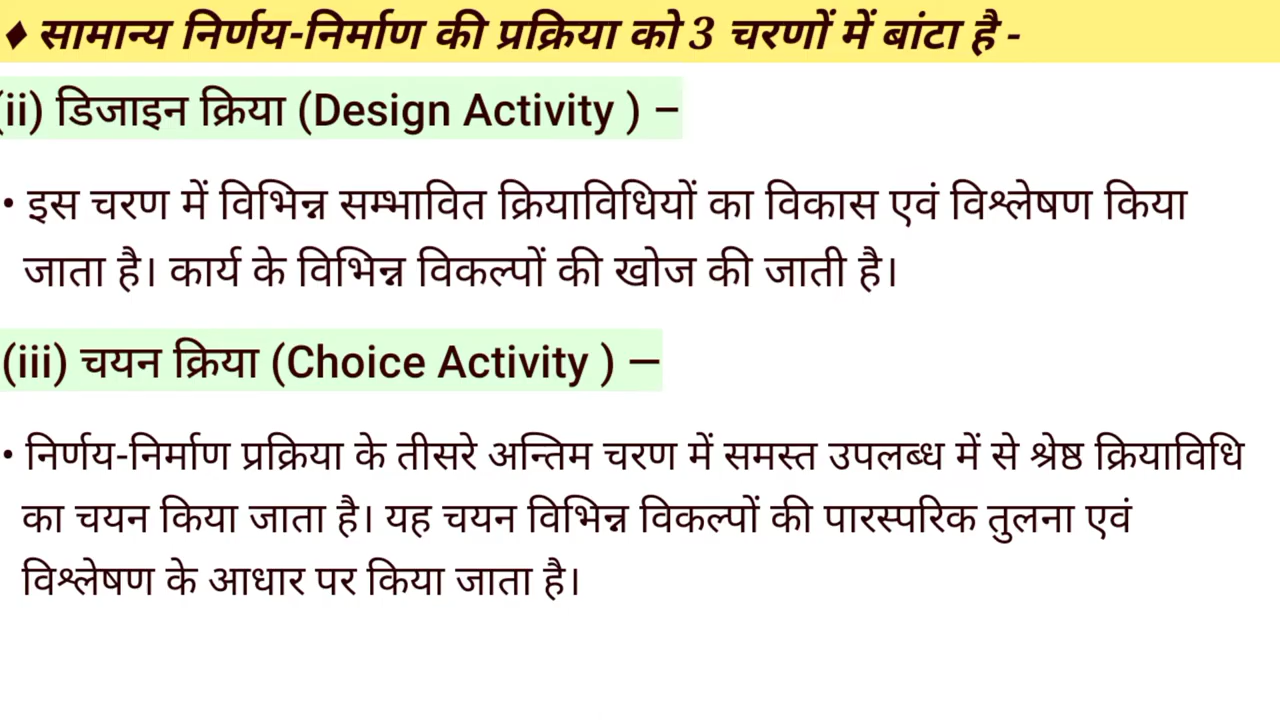 ♦ सामान्य निर्णय-निर्माण की प्रक्रिया को 3 चरणों में बांटा है -
(ii) डिजाइन क्रिया (Design Activity ) –
• इस चरण में विभिन्न सम्भावित क्रियाविधियों का विकास एवं विश्लेषण किया
जाता है। कार्य के विभिन्न विकल्पों की खोज की जाती है।
(iii) चयन क्रिया (Choice Activity ) —
• निर्णय-निर्माण प्रक्रिया के तीसरे अन्तिम चरण में समस्त उपलब्ध में से श्रेष्ठ क्रियाविधि
का चयन किया जाता है। यह चयन विभिन्न विकल्पों की पारस्परिक तुलना एवं
विश्लेषण के आधार पर किया जाता है।